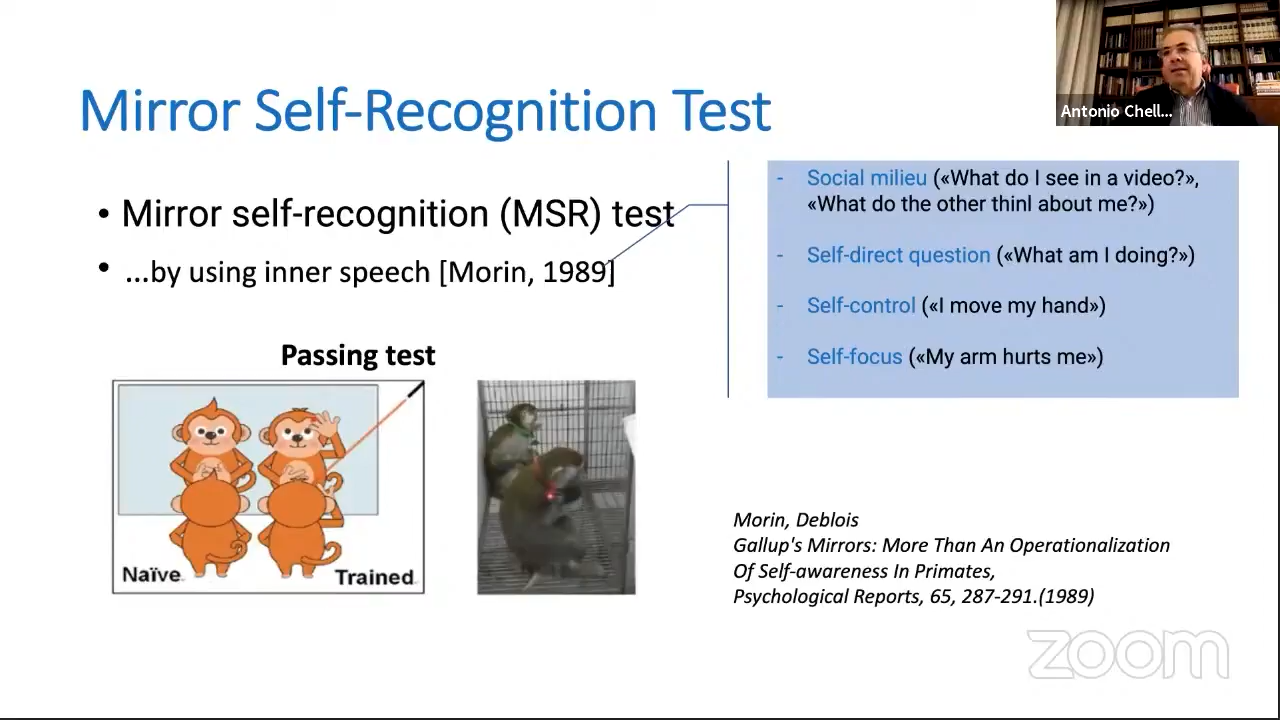 Antonio Chell...
Mirror Self-Recognition Test
• Mirror self-recognition (MSR) test
• ...by using inner speech [Morin, 1989]
- Social milieu («What do I see in a video?»,
«What do the other thinl about me?»)
- Self-direct question («What am I doing?»)
- Self-control («I move my hand»)
- Self-focus («My arm hurts me»)
Passing test
Naïve
Trained
Morin, Deblois
Gallup's Mirrors: More Than An Operationalization
Of Self-awareness In Primates,
Psychological Reports, 65, 287-291.(1989)
zoom